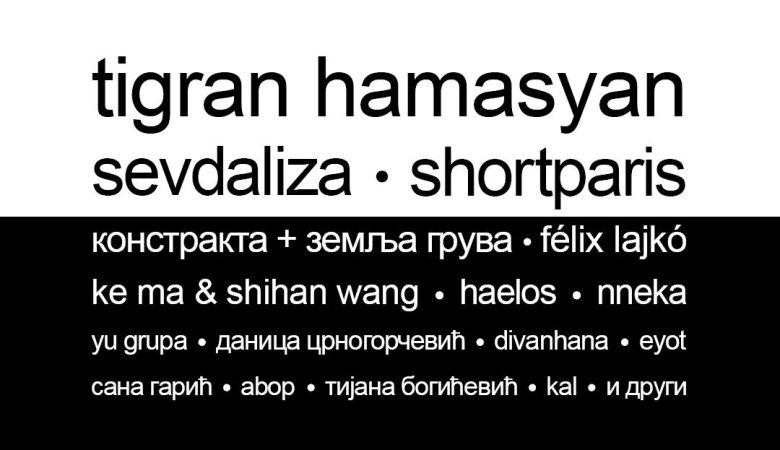 tigran hamasyan
sevdaliza • shortparis
констракта + земља грува • félix lajkó
ke ma & shihan wang • haelos • nneka
yu grupa • даница црногорчевић • divanhana • eyot
сана гарић • аbop • тијана богићевић • kal • и други